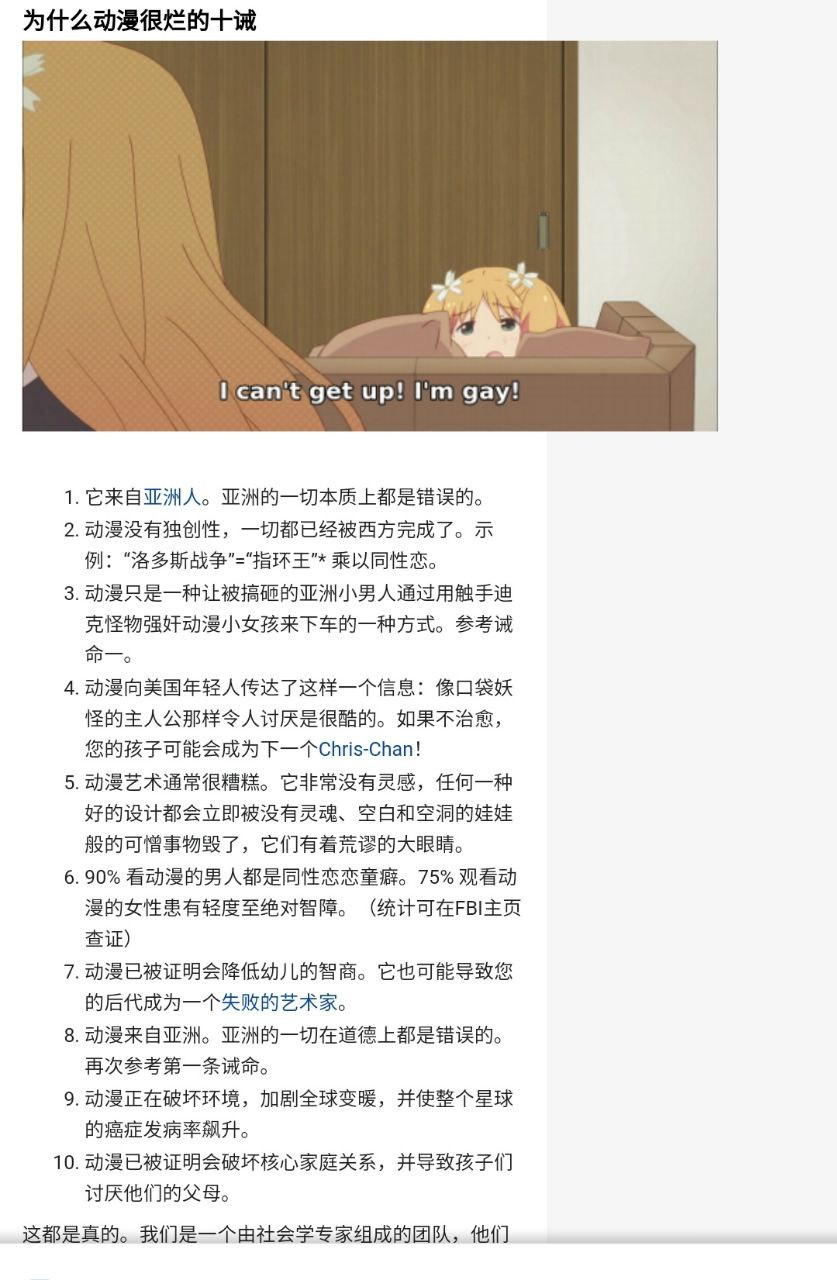 为什么动漫很烂的十诫
I can't get up! I'm gay!
1. 它来自亚洲人。亚洲的一切本质上都是错误的。
2. 动漫没有独创性，一切都已经被西方完成了。示
例：“洛多斯战争”=“指环王”* 乘以同性恋。
3. 动漫只是一种让被搞砸的亚洲小男人通过用触手迪
克怪物强奸动漫小女孩来下车的一种方式。参考诫
命一。
4. 动漫向美国年轻人传达了这样一个信息：像口袋妖
怪的主人公那样令人讨厌是很酷的。如果不治愈，
您的孩子可能会成为下一个Chris-Chan！
5. 动漫艺术通常很糟糕。它非常没有灵感，任何一种
好的设计都会立即被没有灵魂、空白和空洞的娃娃
般的可憎事物毁了，它们有着荒谬的大眼睛。
6. 90% 看动漫的男人都是同性恋恋童癖。75% 观看动
漫的女性患有轻度至绝对智障。（统计可在FBI主页
查证）
7. 动漫已被证明会降低幼儿的智商。它也可能导致您
的后代成为一个失败的艺术家。
8. 动漫来自亚洲。亚洲的一切在道德上都是错误的。
再次参考第一条诫命。
9. 动漫正在破坏环境，加剧全球变暖，并使整个星球
的癌症发病率飙升。
10. 动漫已被证明会破坏核心家庭关系，并导致孩子们
讨厌他们的父母。
这都是真的。我们是一个由社会学专家组成的团队，他们